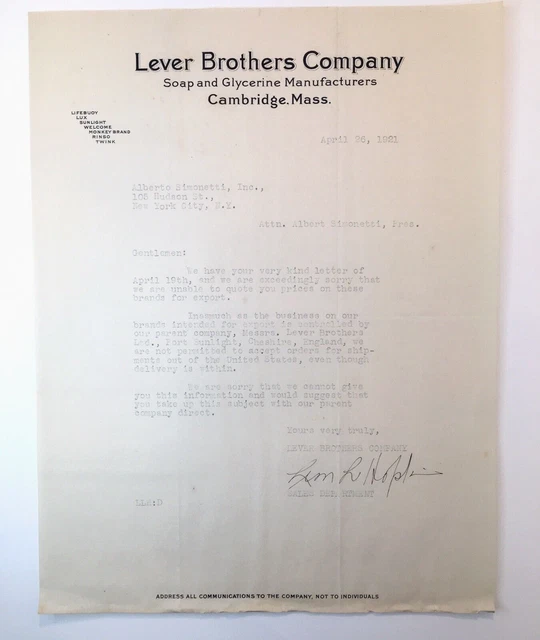 Lever Brothers Company
Soap and Glycerine Manufacturers
Cambridge, Mass.
LIFEBUOY
LUX
SUNLIGHT
WELCOME
MONKEY BRAND
RINSO
TWINK
April 26, 1921
Alberto Simonetti, Inc.,
108 Hudson St.,
New York City, N.Y.
Attn. Albert Simonetti, Pres.
Gentlemen:
We have your very kind letter of
April 19th, and we are exceedingly sorry that
we are unable to quote you prices on these
brands for export.
Inasmuch as the business on our
brands intended for export is controlled by
our parent company, Messrs. Lever Brothers
Ltd., Port Sunlight, Cheshire, England, we
are not permitted to accept orders for ship-
ments out of the United States, even though
delivery is within.
We are sorry that we cannot give
you this information and would suggest that
you take up this subject with our parent
company direct.
Yours very truly,
LEVER BROTHERS COMPANY
SALES DEPARTMENT
ADDRESS ALL COMMUNICATIONS TO THE COMPANY, NOT TO INDIVIDUALS